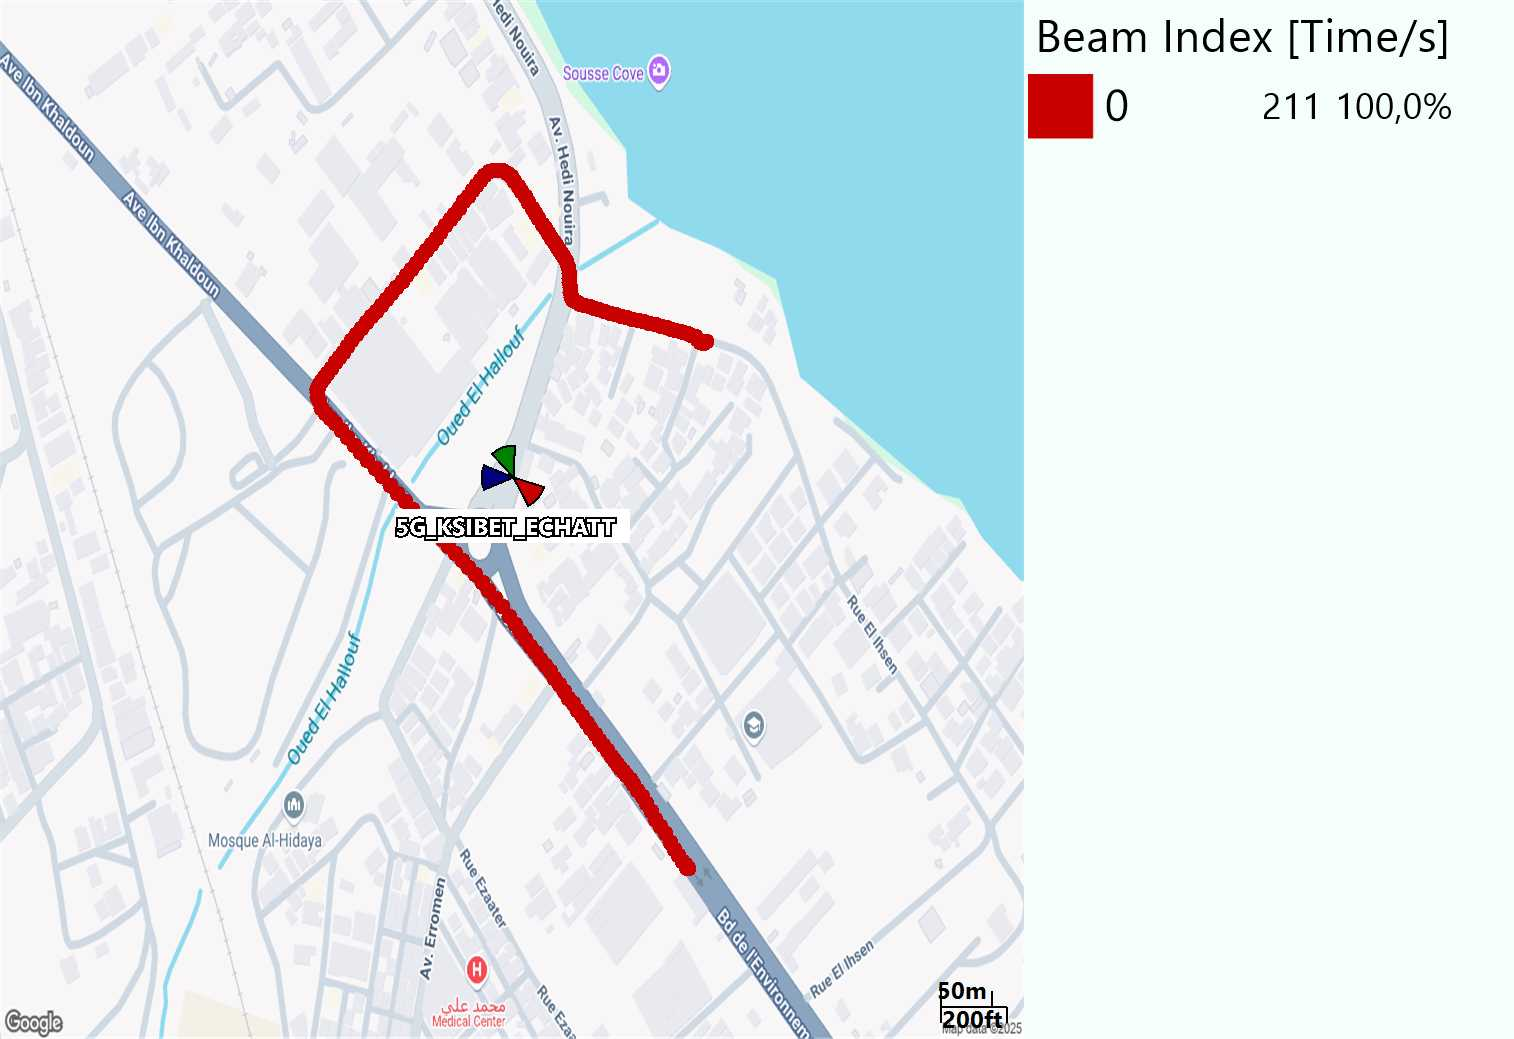 Beam Index [Time/s]
0 211 100,0%
Hedi Nouira
Sousse Cove
Ave Ibn Khaldoun
Av. Hedi Nouira
Ave Ibn Khaldoun
Oued El Hallouf
5G_KSIBET_ECHATT
Rue El Ihsen
Oued El Hallouf
Mosque Al-Hidaya
Rue Ezaater
Av. Erromen
Bd de l'Environnem
Rue El Ihsen
محمد علي
Medical Center
H
Rue Ezaa
50m
200ft
Google
Map data ©2025